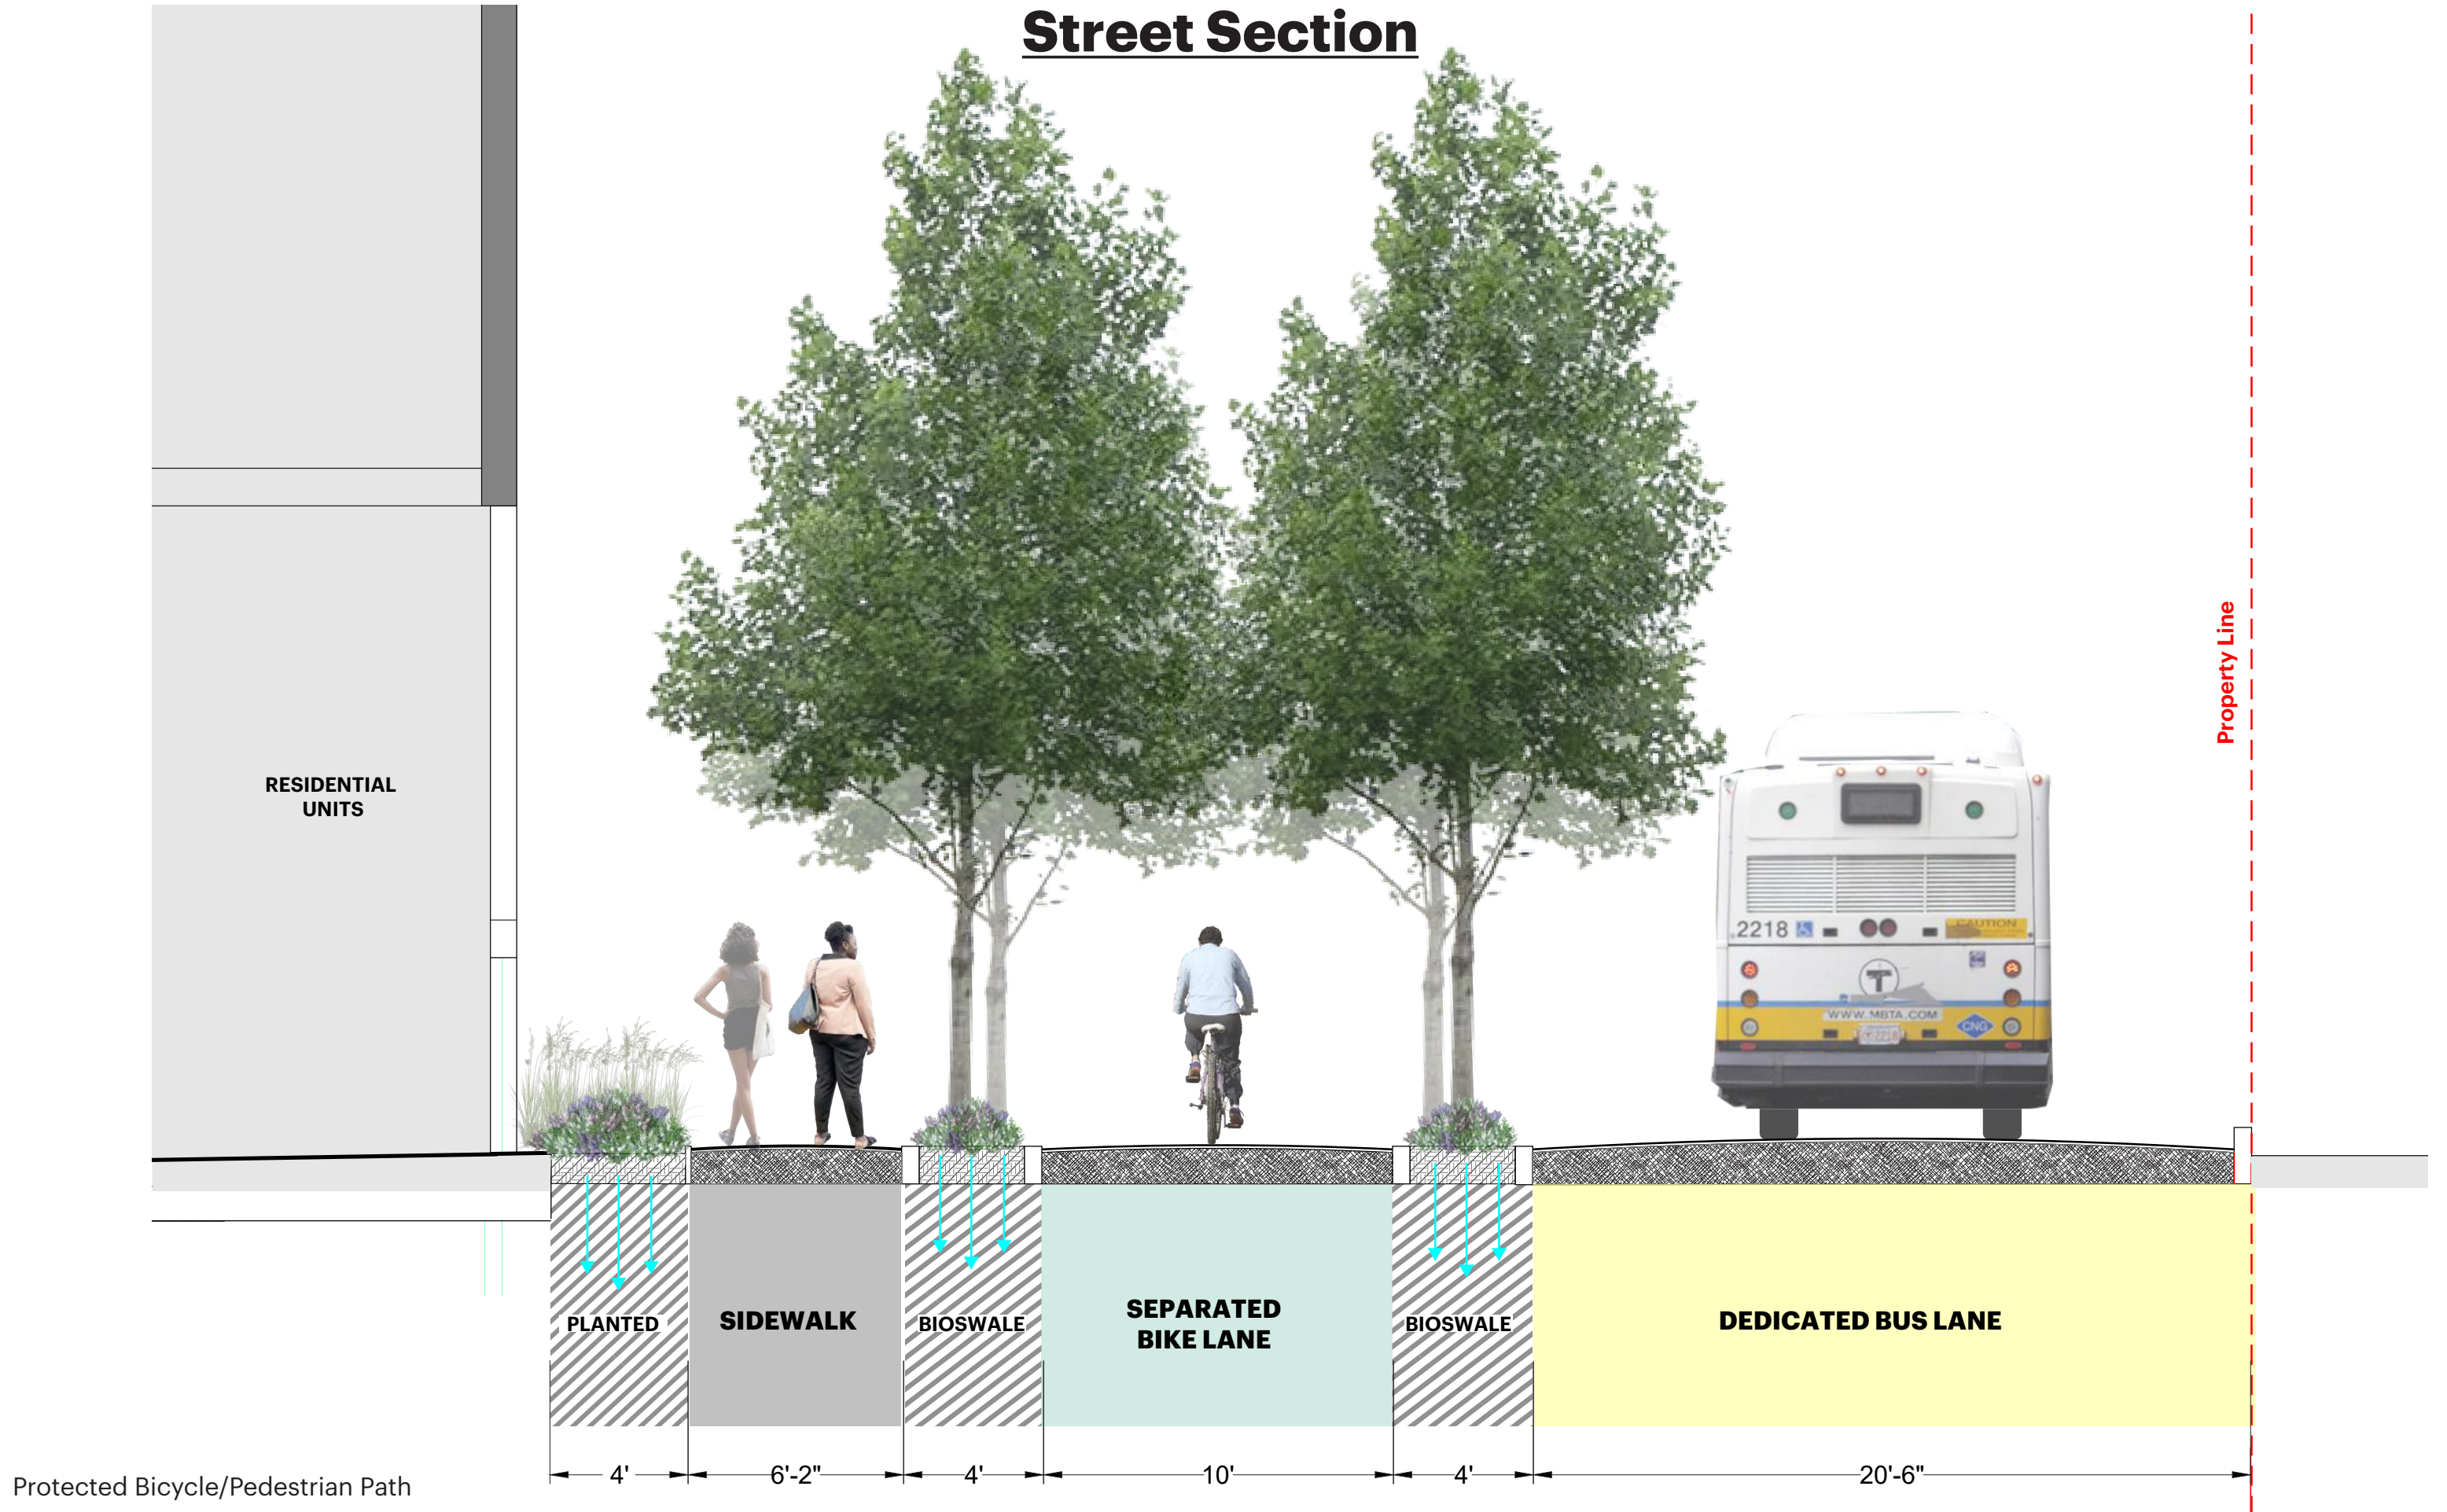 Street Section
RESIDENTIAL
UNITS
Property Line
2218
CAUTION
T
WWW.MBTA.COM
CNG
PLANTED
SIDEWALK
BIOSWALE
SEPARATED
BIKE LANE
BIOSWALE
DEDICATED BUS LANE
4'
6'-2"
4'
10'
4'
20'-6"
Protected Bicycle/Pedestrian Path